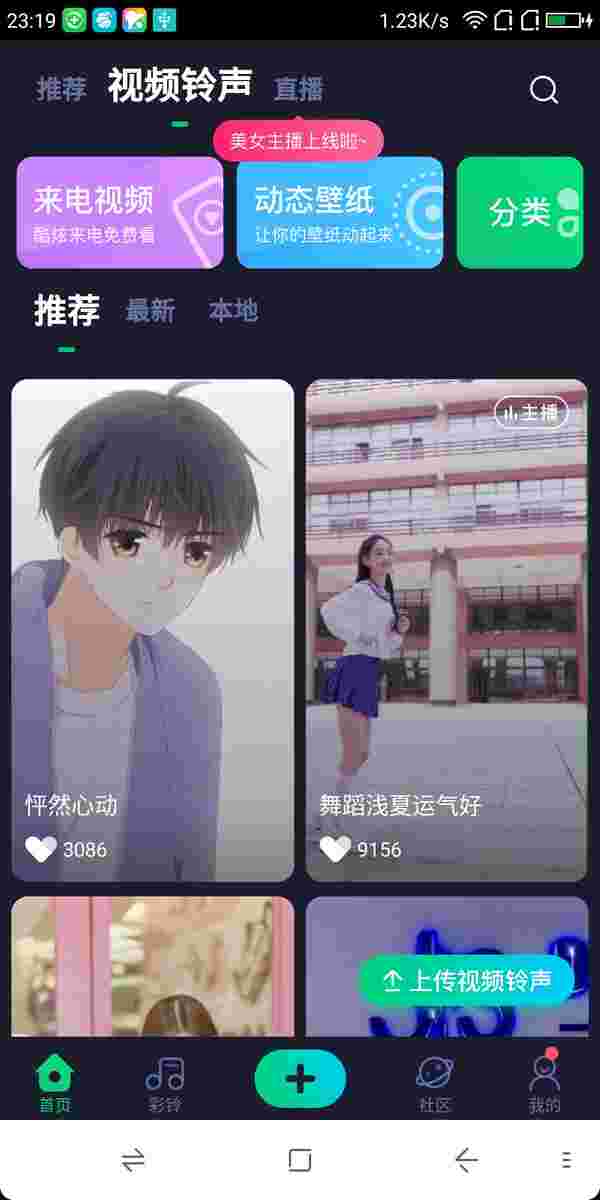 23:19
1.23K/s
推荐 视频铃声 直播
美女主播上线啦~
来电视频
酷炫来电免费看
动态壁纸
让你的壁纸动起来
分类
推荐 最新 本地
主播
怦然心动
3086
舞蹈浅夏运气好
9156
上传视频铃声
首页 彩铃 社区 我的